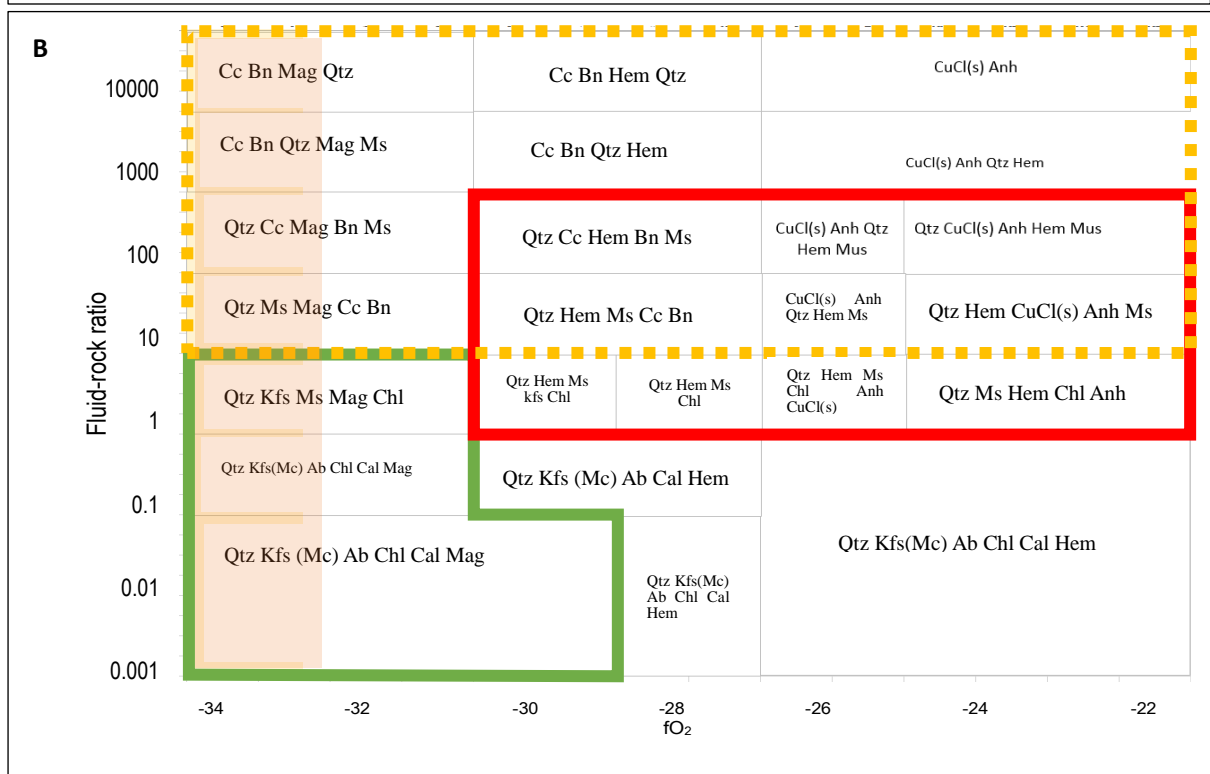 B
Cc Bn Mag Qtz
Cc Bn Hem Qtz
CuCl(s) Anh
10000
Cc Bn Qtz Mag Ms
Cc Bn Qtz Hem
CuCl(s) Anh Qtz Hem
1000
Qtz Cc Mag Bn Ms
Qtz Cc Hem Bn Ms
CuCl(s) Anh Qtz
Hem Mus
Qtz CuCl(s) Anh Hem Mus
100
Qtz Ms Mag Cc Bn
Qtz Hem Ms Cc Bn
CuCl(s) Anh
Qtz Hem Ms
Qtz Hem CuCl(s) Anh Ms
10
Fluid-rock ratio
Qtz Kfs Ms Mag Chl
Qtz Hem Ms
kfs Chl
Qtz Hem Ms
Chl
Qtz Hem Ms
Chl Anh
CuCl(s)
Qtz Ms Hem Chl Anh
1
Qtz Kfs(Mc) Ab Chl Cal Mag
Qtz Kfs (Mc) Ab Cal Hem
0.1
Qtz Kfs (Mc) Ab Chl Cal Mag
Qtz Kfs(Mc)
Ab Chl Cal
Hem
Qtz Kfs(Mc) Ab Chl Cal Hem
0.01
0.001
-34 -32 -30 -28 -26 -24 -22
fO₂